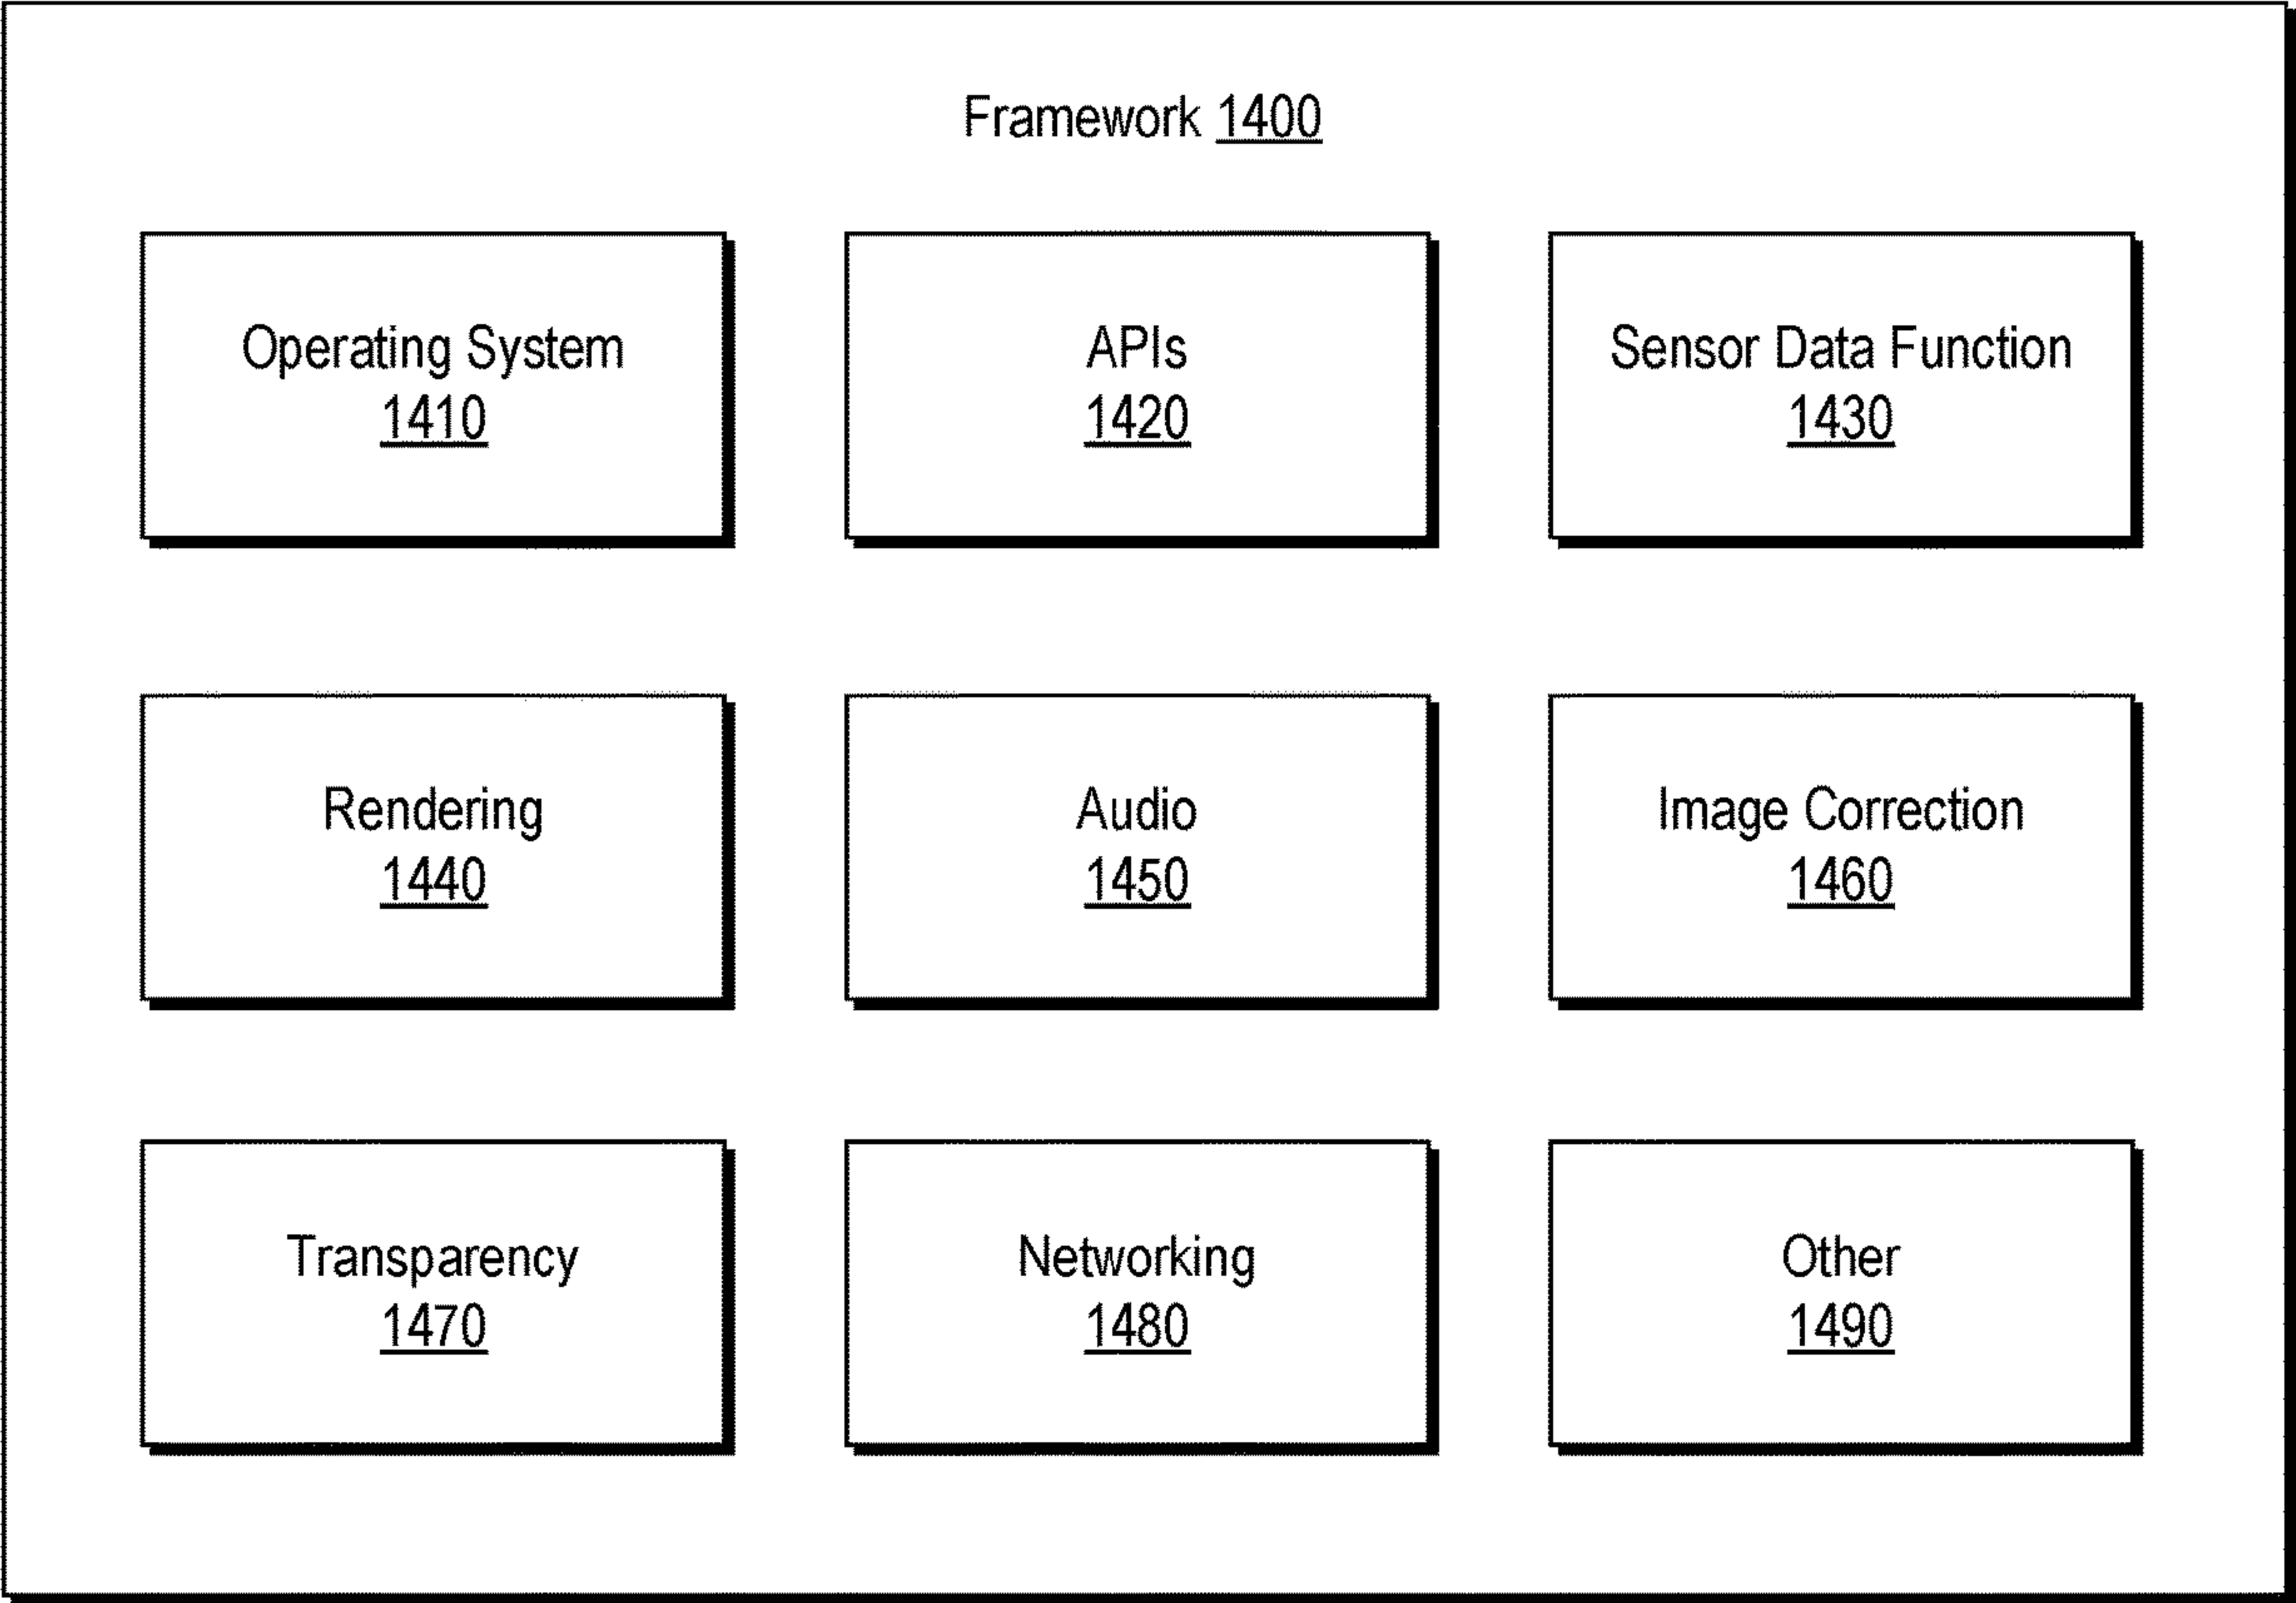 Framework 1400
Operating System
1410
APIs
1420
Sensor Data Function
1430
Rendering
1440
Audio
1450
Image Correction
1460
Transparency
1470
Networking
1480
Other
1490